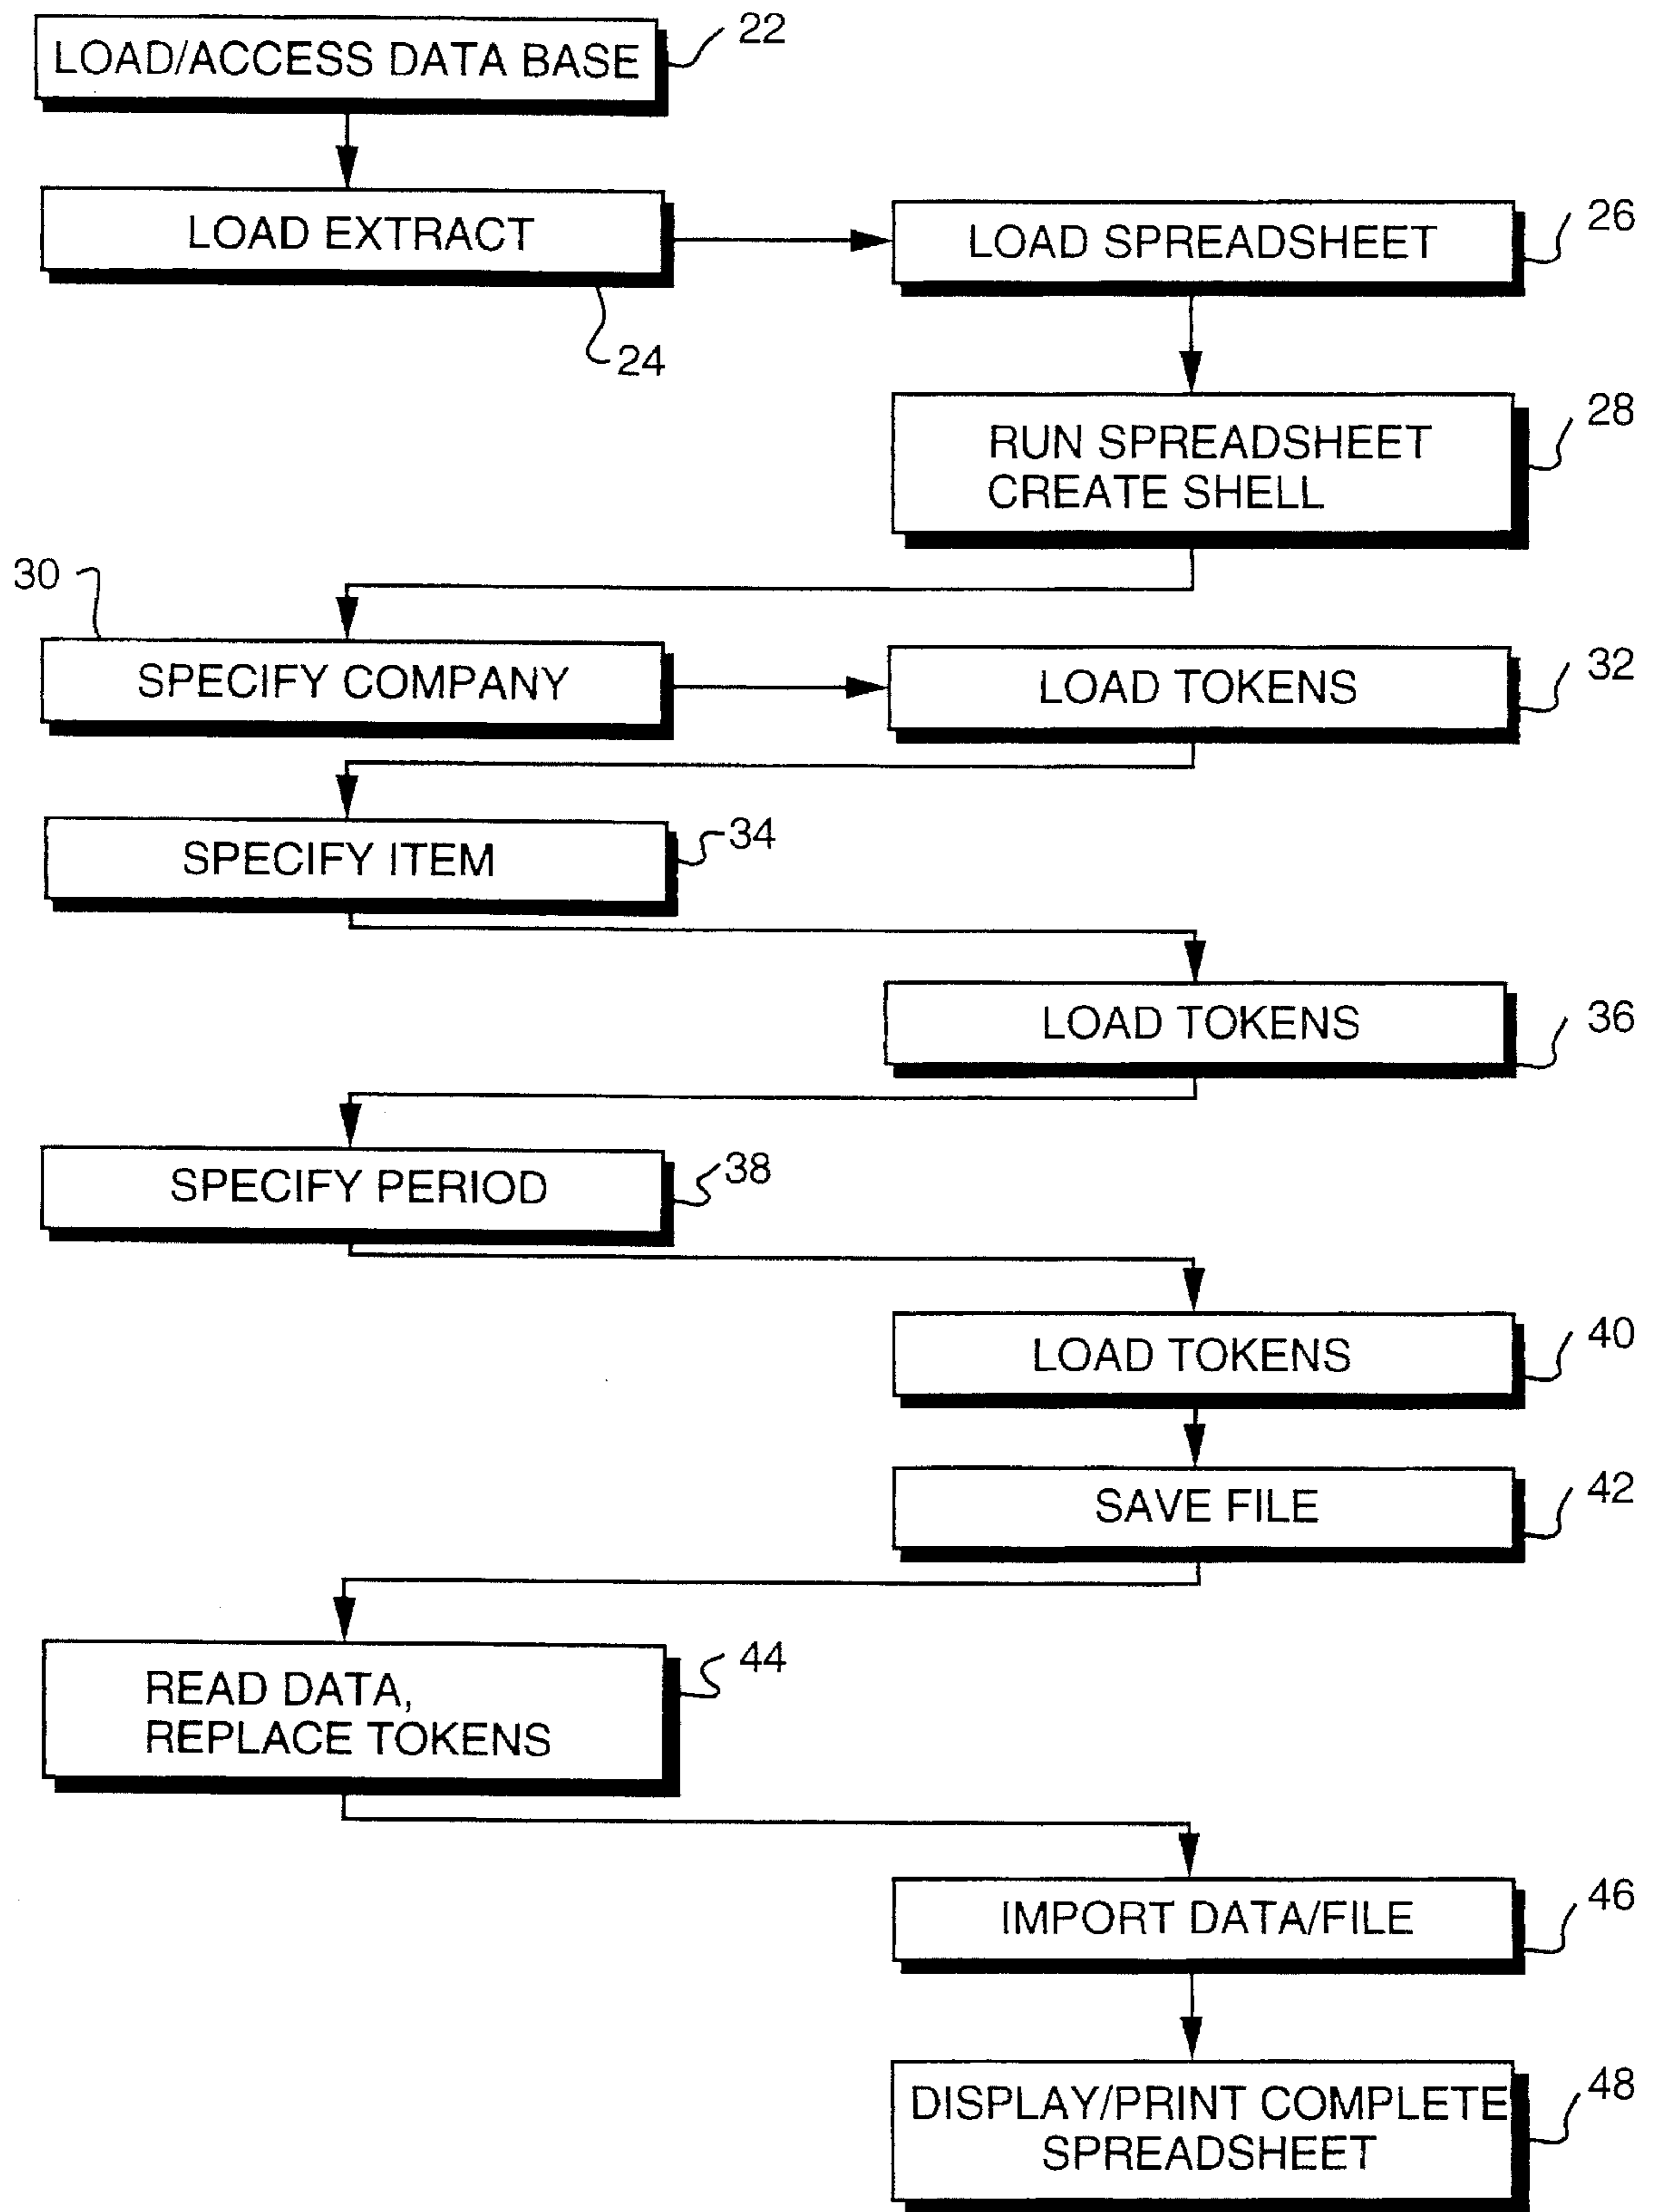 LOAD/ACCESS DATA BASE
22
LOAD EXTRACT
24
LOAD SPREADSHEET
26
RUN SPREADSHEET
CREATE SHELL
28
30
SPECIFY COMPANY
LOAD TOKENS
32
SPECIFY ITEM
34
LOAD TOKENS
36
SPECIFY PERIOD
38
LOAD TOKENS
40
SAVE FILE
42
READ DATA,
REPLACE TOKENS
44
IMPORT DATA/FILE
46
DISPLAY/PRINT COMPLETE
SPREADSHEET
48